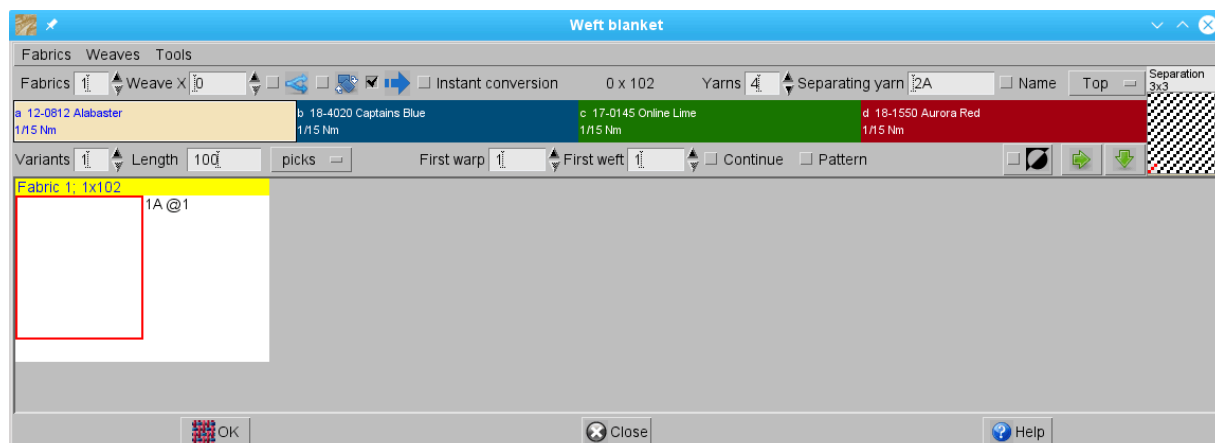 Weft blanket
Fabrics Weaves Tools
Fabrics 1 Weave X 0 Instant conversion 0 x 102 Yarns 4 Separating yarn 2A Name Top Separation
3x3
a 12-0812 Alabaster b 18-4020 Captains Blue c 17-0145 Online Lime d 18-1550 Aurora Red
1/15 Nm 1/15 Nm 1/15 Nm 1/15 Nm
Variants 1 Length 100 picks First warp 1 First weft 1 Continue Pattern
Fabric 1; 1x102
1A @1
OK Close Help